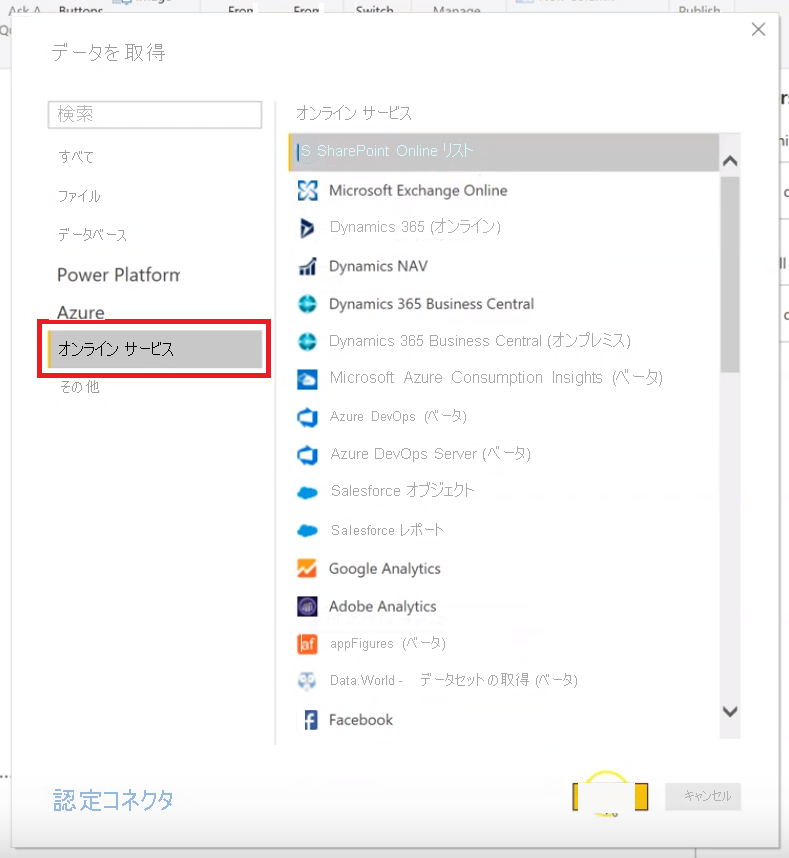 Buttons
Switch
Manage
Publish
データを取得
検索
すべて
ファイル
データベース
Power Platform
Azure
オンライン サービス
その他
オンライン サービス
S SharePoint Online リスト
Microsoft Exchange Online
Dynamics 365 (オンライン)
Dynamics NAV
Dynamics 365 Business Central
Dynamics 365 Business Central (オンプレミス)
Microsoft Azure Consumption Insights (ベータ)
Azure DevOps (ベータ)
Azure DevOps Server (ベータ)
Salesforce オブジェクト
Salesforce レポート
Google Analytics
Adobe Analytics
appFigures (ベータ)
Data.World - データセットの取得 (ベータ)
Facebook
認定コネクタ
キャンセル